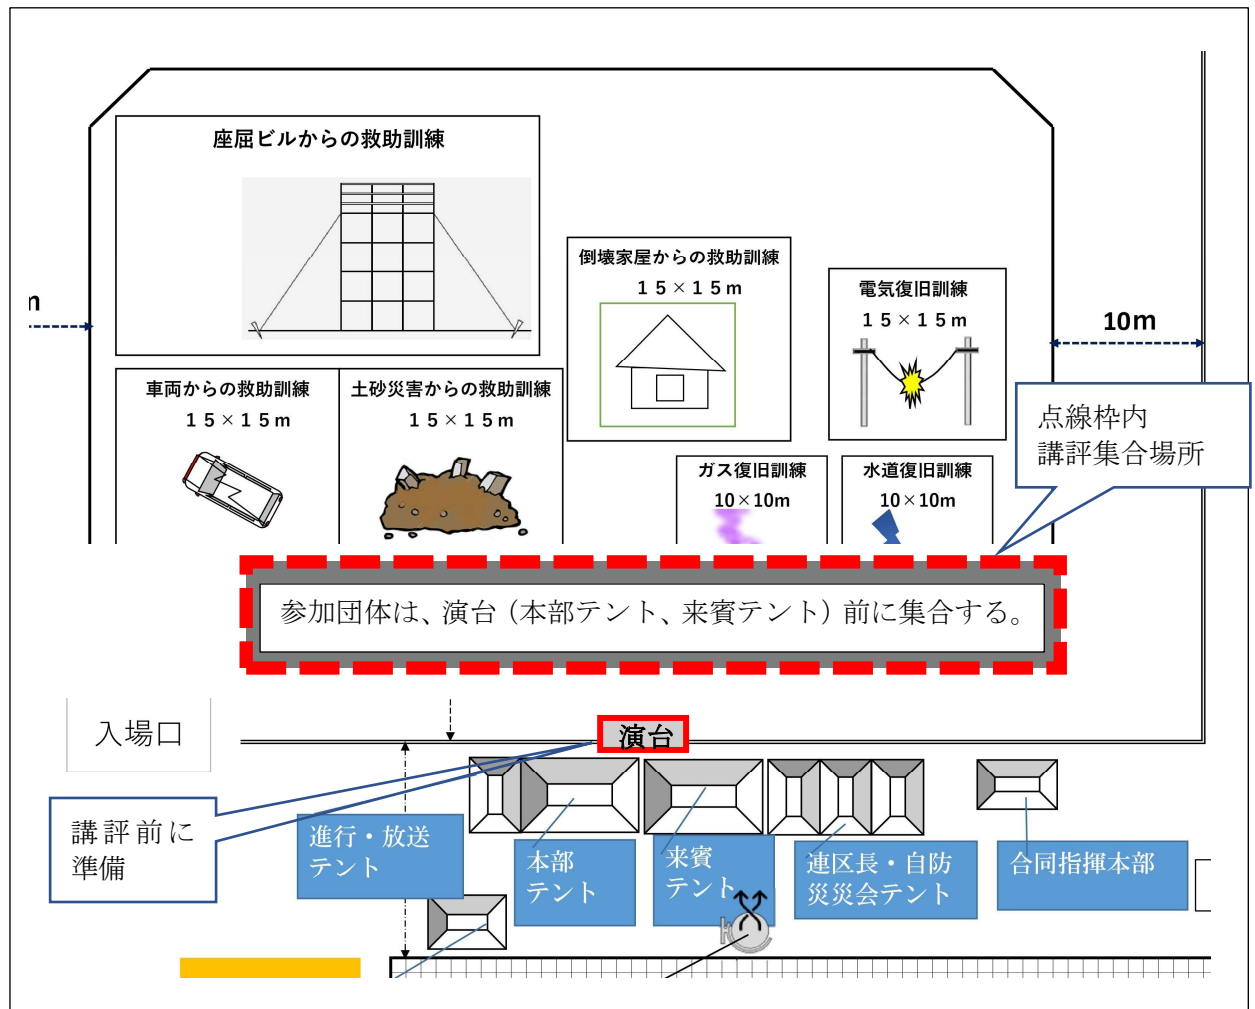 座屈ビルからの救助訓練
倒壊家屋からの救助訓練
１５×１５ｍ
電気復旧訓練
１５×１５ｍ
m
10m
車両からの救助訓練
１５×１５ｍ
土砂災害からの救助訓練
１５×１５ｍ
点線枠内
講評集合場所
ガス復旧訓練
10×10m
水道復旧訓練
10×10m
参加団体は、演台（本部テント、来賓テント）前に集合する。
入場口
演台
講評前に
準備
進行・放送
テント
本部
テント
来賓
テント
連区長・自防
災災会テント
合同指揮本部